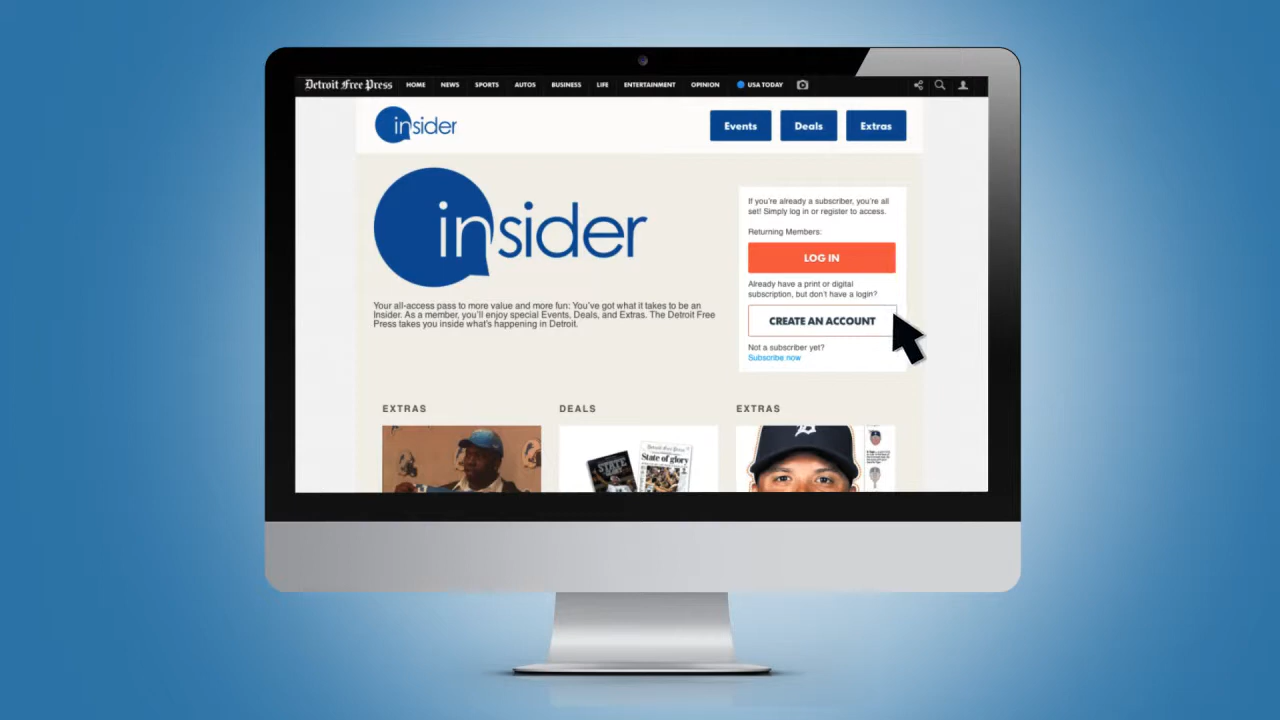 Detroit Free Press HOME NEWS SPORTS AUTOS BUSINESS LIFE ENTERTAINMENT OPINION USA TODAY
insider Events Deals Extras
insider
Your all-access pass to more value and more fun: You've got what it takes to be an
Insider. As a member, you'll enjoy special Events, Deals, and Extras. The Detroit Free
Press takes you inside what's happening in Detroit.
If you're already a subscriber, you're all
set! Simply log in or register to access.
Returning Members:
LOG IN
Already have a print or digital
subscription, but don't have a login?
CREATE AN ACCOUNT
Not a subscriber yet?
Subscribe now
EXTRAS DEALS EXTRAS
Detroit Free Press
State of glory
STATE